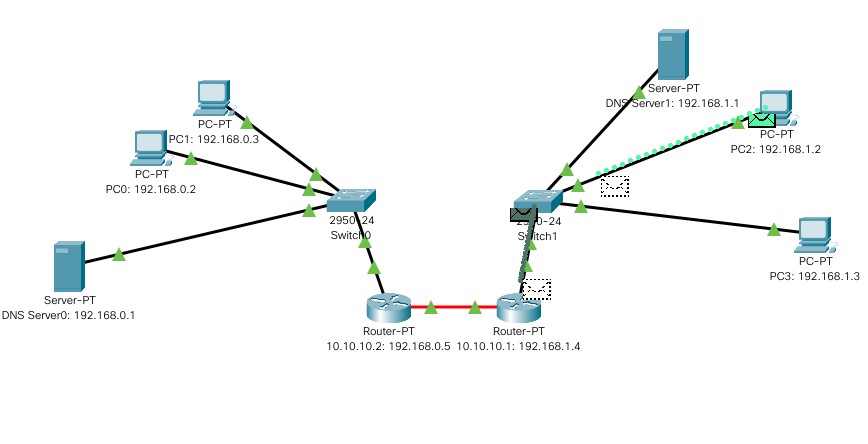 Server-PT
DNS Server1: 192.168.1.1
PC-PT
PC1: 192.168.0.3
PC-PT
PC2: 192.168.1.2
PC-PT
PC0: 192.168.0.2
2950-24
Switch0
Switch1
PC-PT
PC3: 192.168.1.3
Server-PT
DNS Server0: 192.168.0.1
Router-PT
10.10.10.2: 192.168.0.5
Router-PT
10.10.10.1: 192.168.1.4